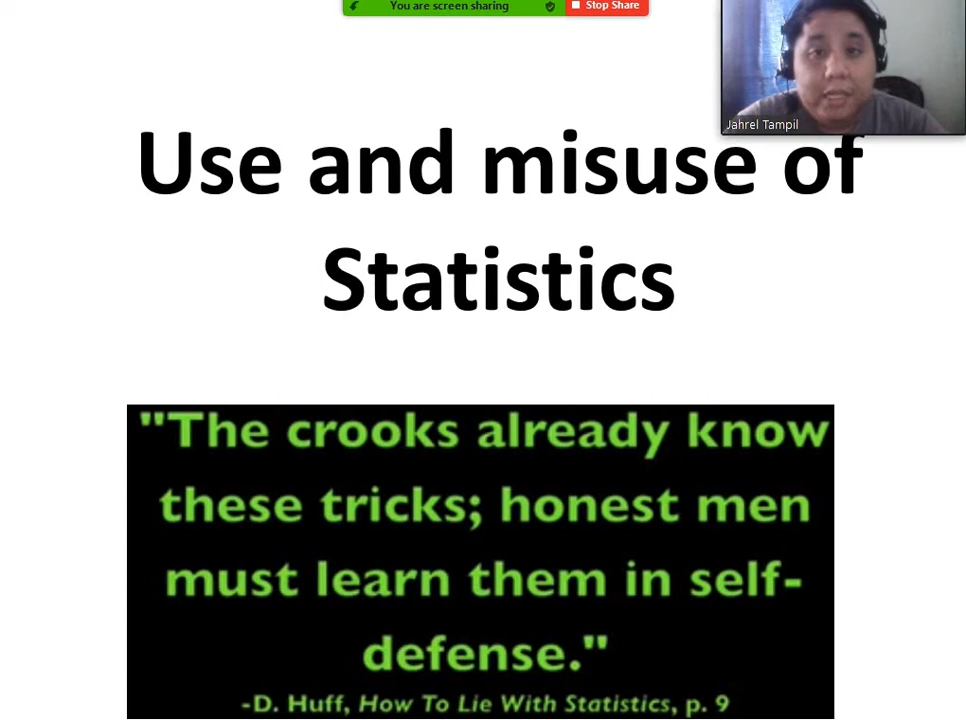 You are screen sharing
Stop Share
Jahrel Tampil
Use and misuse of
Statistics
"The crooks already know
these tricks; honest men
must learn them in self-
defense."
-D. Huff, How To Lie With Statistics, p. 9